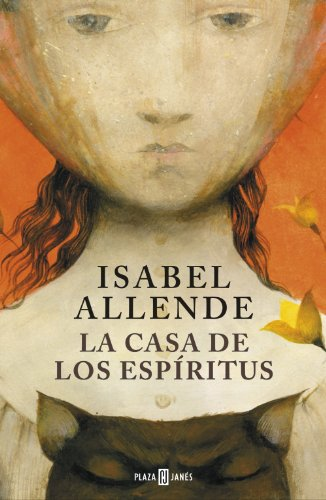 ISABEL
ALLENDE
LA CASA DE
LOS ESPÍRITUS
PLAZA JANÉS